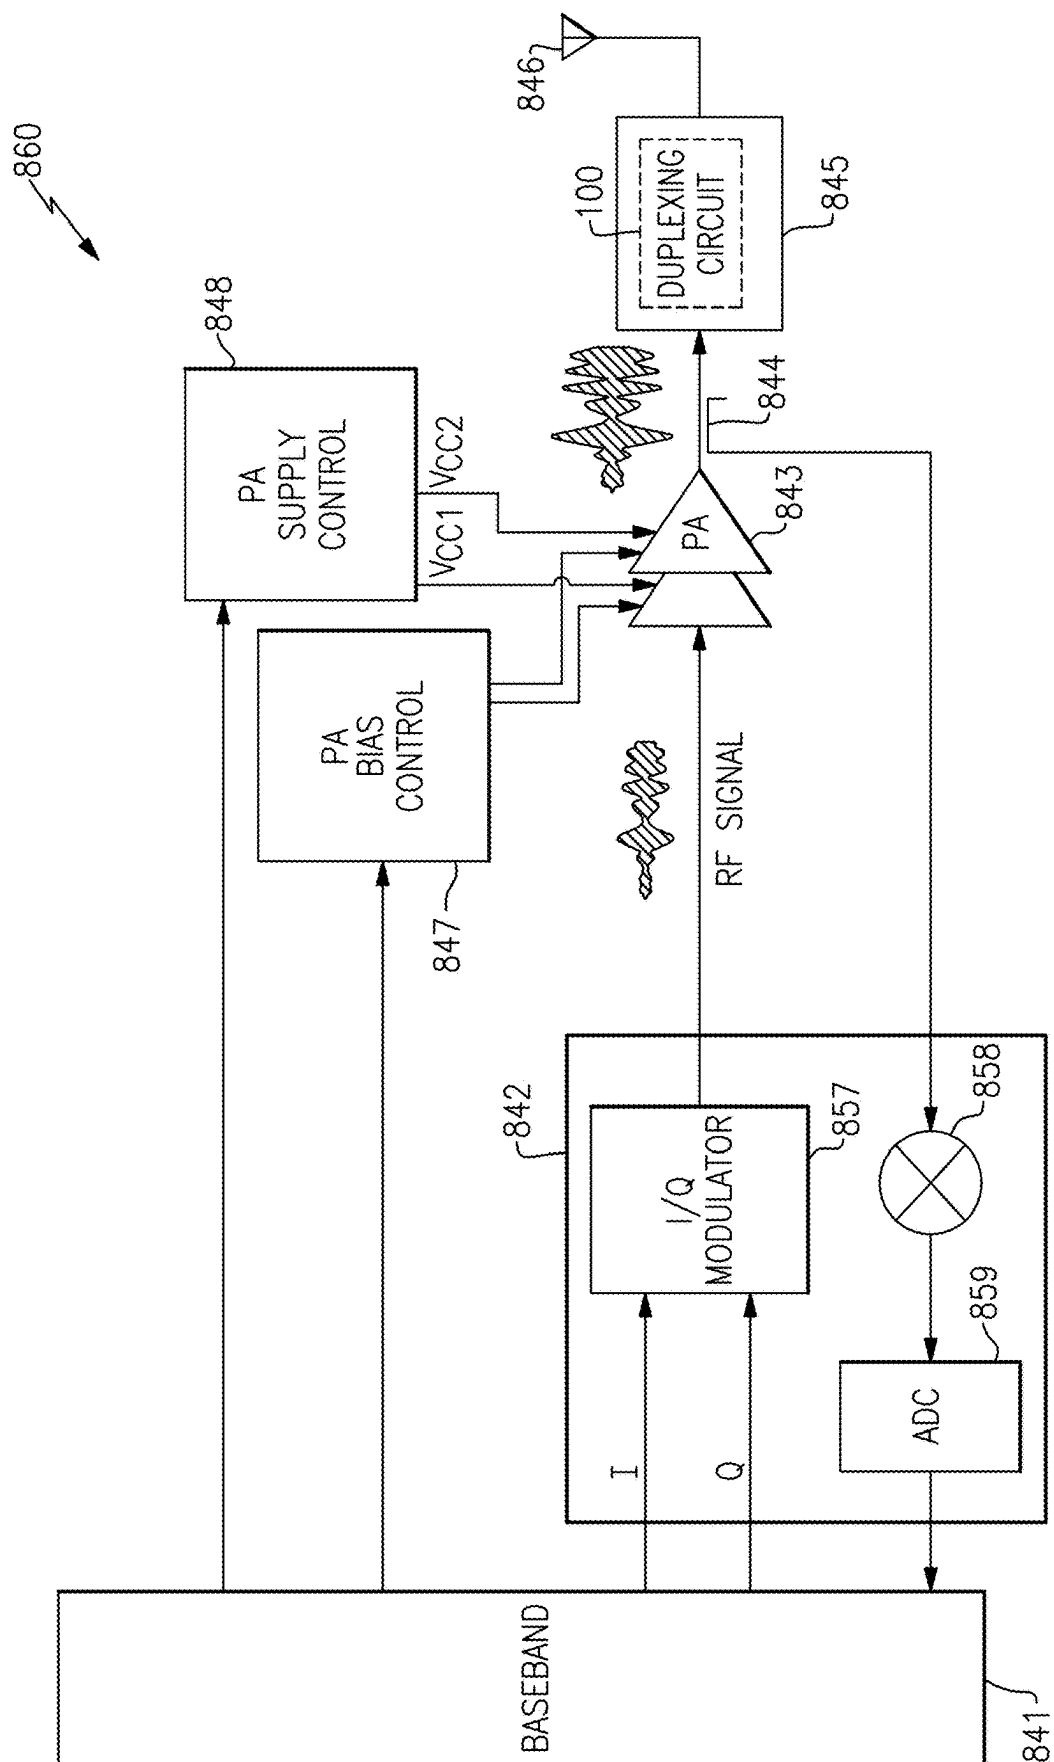 860
848
PA
SUPPLY
CONTROL
VCC1
VCC2
846
100
DUPLEXING
CIRCUIT
845
PA
BIAS
CONTROL
847
PA
843
844
RF SIGNAL
842
I/Q
MODULATOR
857
858
ADC
859
I
Q
BASEBAND
841